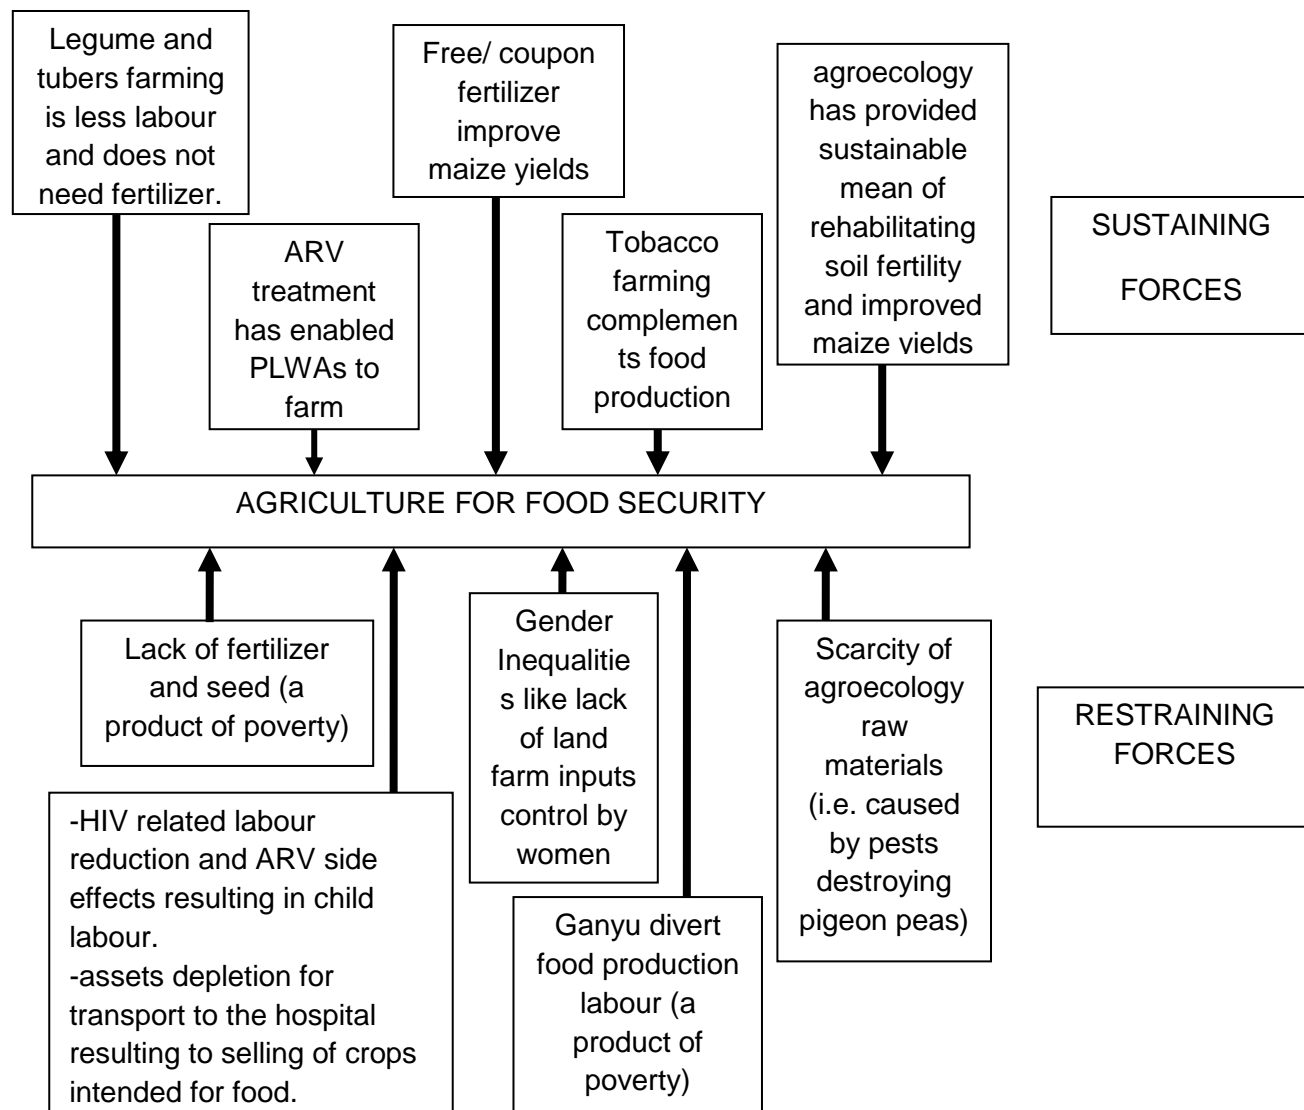 Legume and
tubers farming
is less labour
and does not
need fertilizer.
ARV
treatment
has enabled
PLWAs to
farm
Free/ coupon
fertilizer
improve
maize yields
Tobacco
farming
complemen
ts food
production
agroecology
has provided
sustainable
mean of
rehabilitating
soil fertility
and improved
maize yields
SUSTAINING
FORCES
AGRICULTURE FOR FOOD SECURITY
Lack of fertilizer
and seed (a
product of poverty)
-HIV related labour
reduction and ARV side
effects resulting in child
labour.
-assets depletion for
transport to the hospital
resulting to selling of crops
intended for food.
Gender
Inequalitie
s like lack
of land
farm inputs
control by
women
Ganyu divert
food production
labour (a
product of
poverty)
Scarcity of
agroecology
raw
materials
(i.e. caused
by pests
destroying
pigeon peas)
RESTRAINING
FORCES